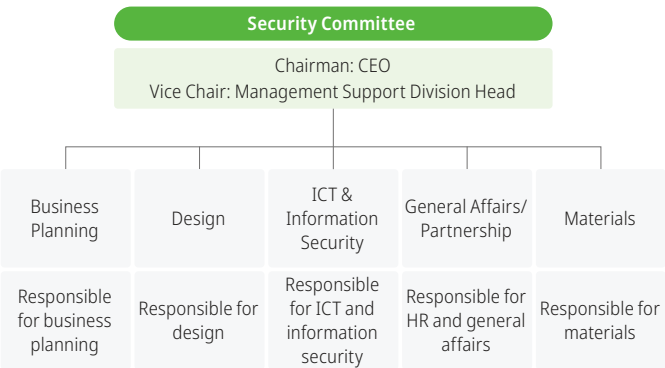 Security Committee
Chairman: CEO
Vice Chair: Management Support Division Head
Business
Planning
Design
ICT &
Information
Security
General Affairs/
Partnership
Materials
Responsible
for business
planning
Responsible for
design
Responsible
for ICT and
information
security
Responsible for
HR and general
affairs
Responsible for
materials